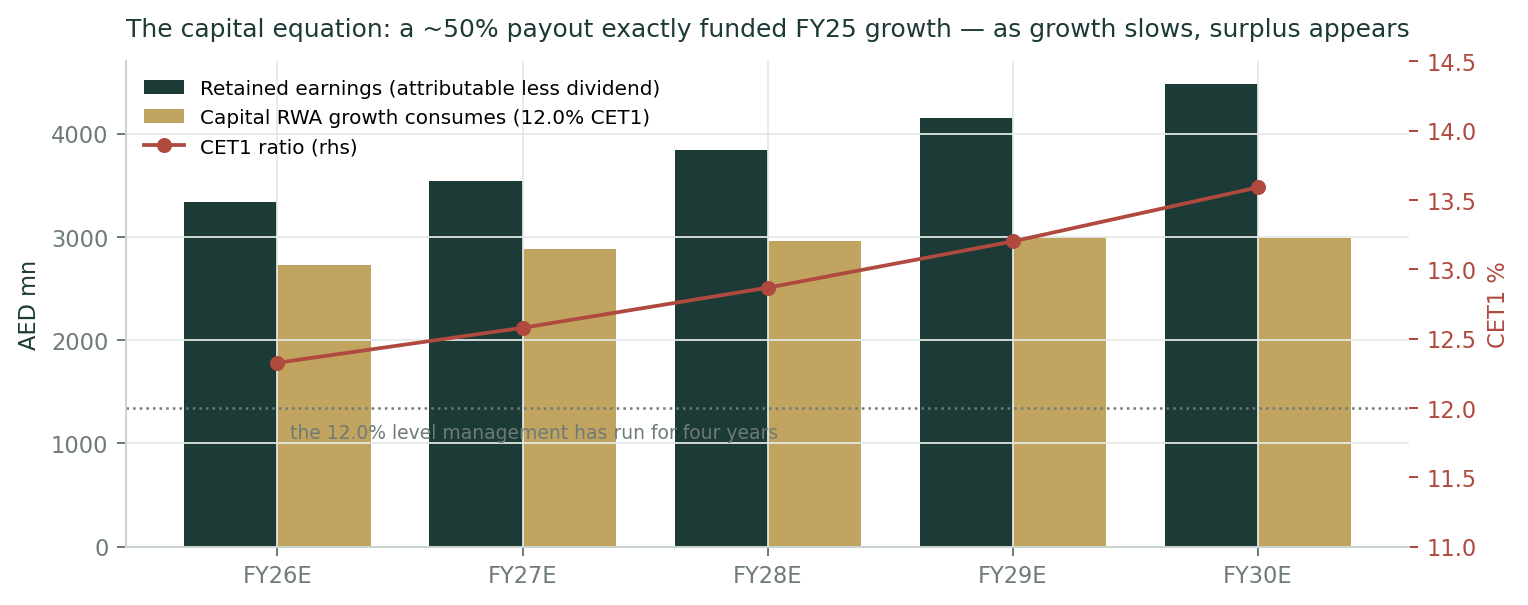 The capital equation: a ~50% payout exactly funded FY25 growth — as growth slows, surplus appears
Retained earnings (attributable less dividend)
Capital RWA growth consumes (12.0% CET1)
CET1 ratio (rhs)
AED mn
4000
3000
2000
1000
0
14.5
14.0
13.5
13.0
12.5
12.0
11.5
11.0
CET1 %
the 12.0% level management has run for four years
FY26E
FY27E
FY28E
FY29E
FY30E